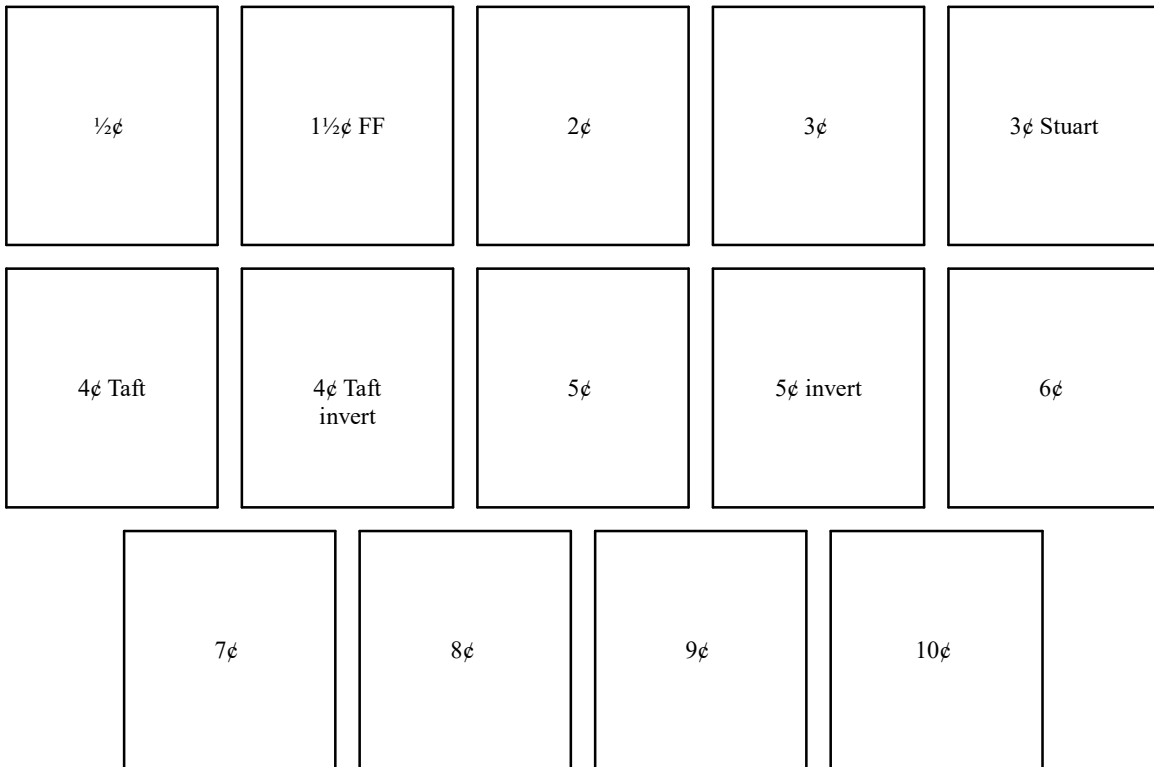 ½¢
1½¢ FF
2¢
3¢
3¢ Stuart
4¢ Taft
4¢ Taft
invert
5¢
5¢ invert
6¢
7¢
8¢
9¢
10¢